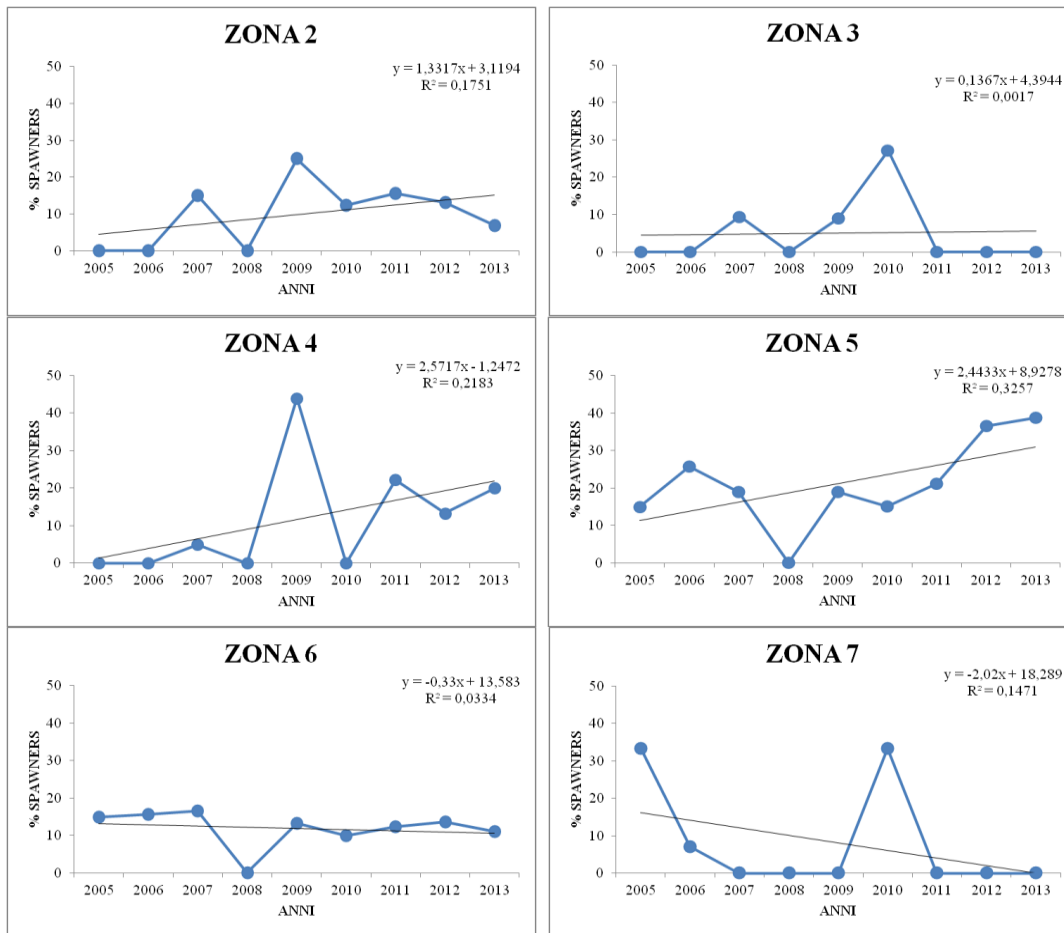 ZONA 2
y = 1,3317x + 3,1194
R² = 0,1751
50
40
30
20
10
0
% SPAWNERS
2005 2006 2007 2008 2009 2010 2011 2012 2013
ANNI
ZONA 3
y = 0,1367x + 4,3944
R² = 0,0017
50
40
30
20
10
0
% SPAWNERS
2005 2006 2007 2008 2009 2010 2011 2012 2013
ANNI
ZONA 4
y = 2,5717x - 1,2472
R² = 0,2183
50
40
30
20
10
0
% SPAWNERS
2005 2006 2007 2008 2009 2010 2011 2012 2013
ANNI
ZONA 5
y = 2,4433x + 8,9278
R² = 0,3257
50
40
30
20
10
0
% SPAWNERS
2005 2006 2007 2008 2009 2010 2011 2012 2013
ANNI
ZONA 6
y = -0,33x + 13,583
R² = 0,0334
50
40
30
20
10
0
% SPAWNERS
2005 2006 2007 2008 2009 2010 2011 2012 2013
ANNI
ZONA 7
y = -2,02x + 18,289
R² = 0,1471
50
40
30
20
10
0
% SPAWNERS
2005 2006 2007 2008 2009 2010 2011 2012 2013
ANNI